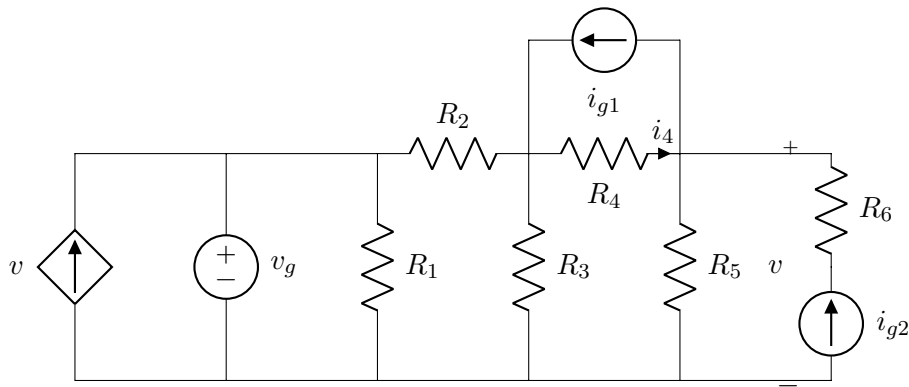 i_{g1}
R_2
i_4
+
R_4
R_6
v
+
−
v_g
R_1
R_3
R_5
v
i_{g2}
−